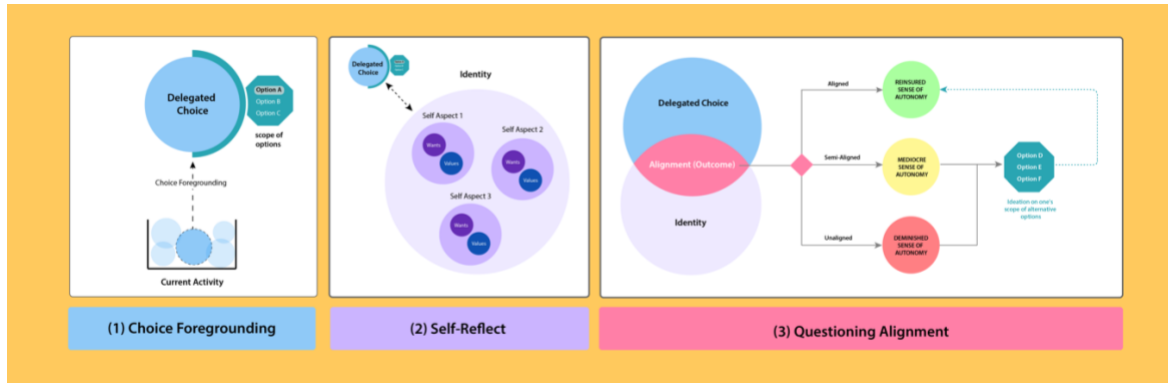 Delegated
Choice
Option A
Option B
Option C
scope of
options
Choice Foregrounding
Current Activity
(1) Choice Foregrounding
Delegated
Choice
Identity
Self Aspect 1
Wants
Values
Self Aspect 2
Wants
Values
Self Aspect 3
Wants
Values
(2) Self-Reflect
Delegated Choice
Alignment (Outcome)
Identity
Aligned
Semi-Aligned
Unaligned
REINSURED
SENSE OF
AUTONOMY
MEDIOCRE
SENSE OF
AUTONOMY
DEMINISHED
SENSE OF
AUTONOMY
Option D
Option E
Option F
Ideation on one's
scope of alternative
options
(3) Questioning Alignment